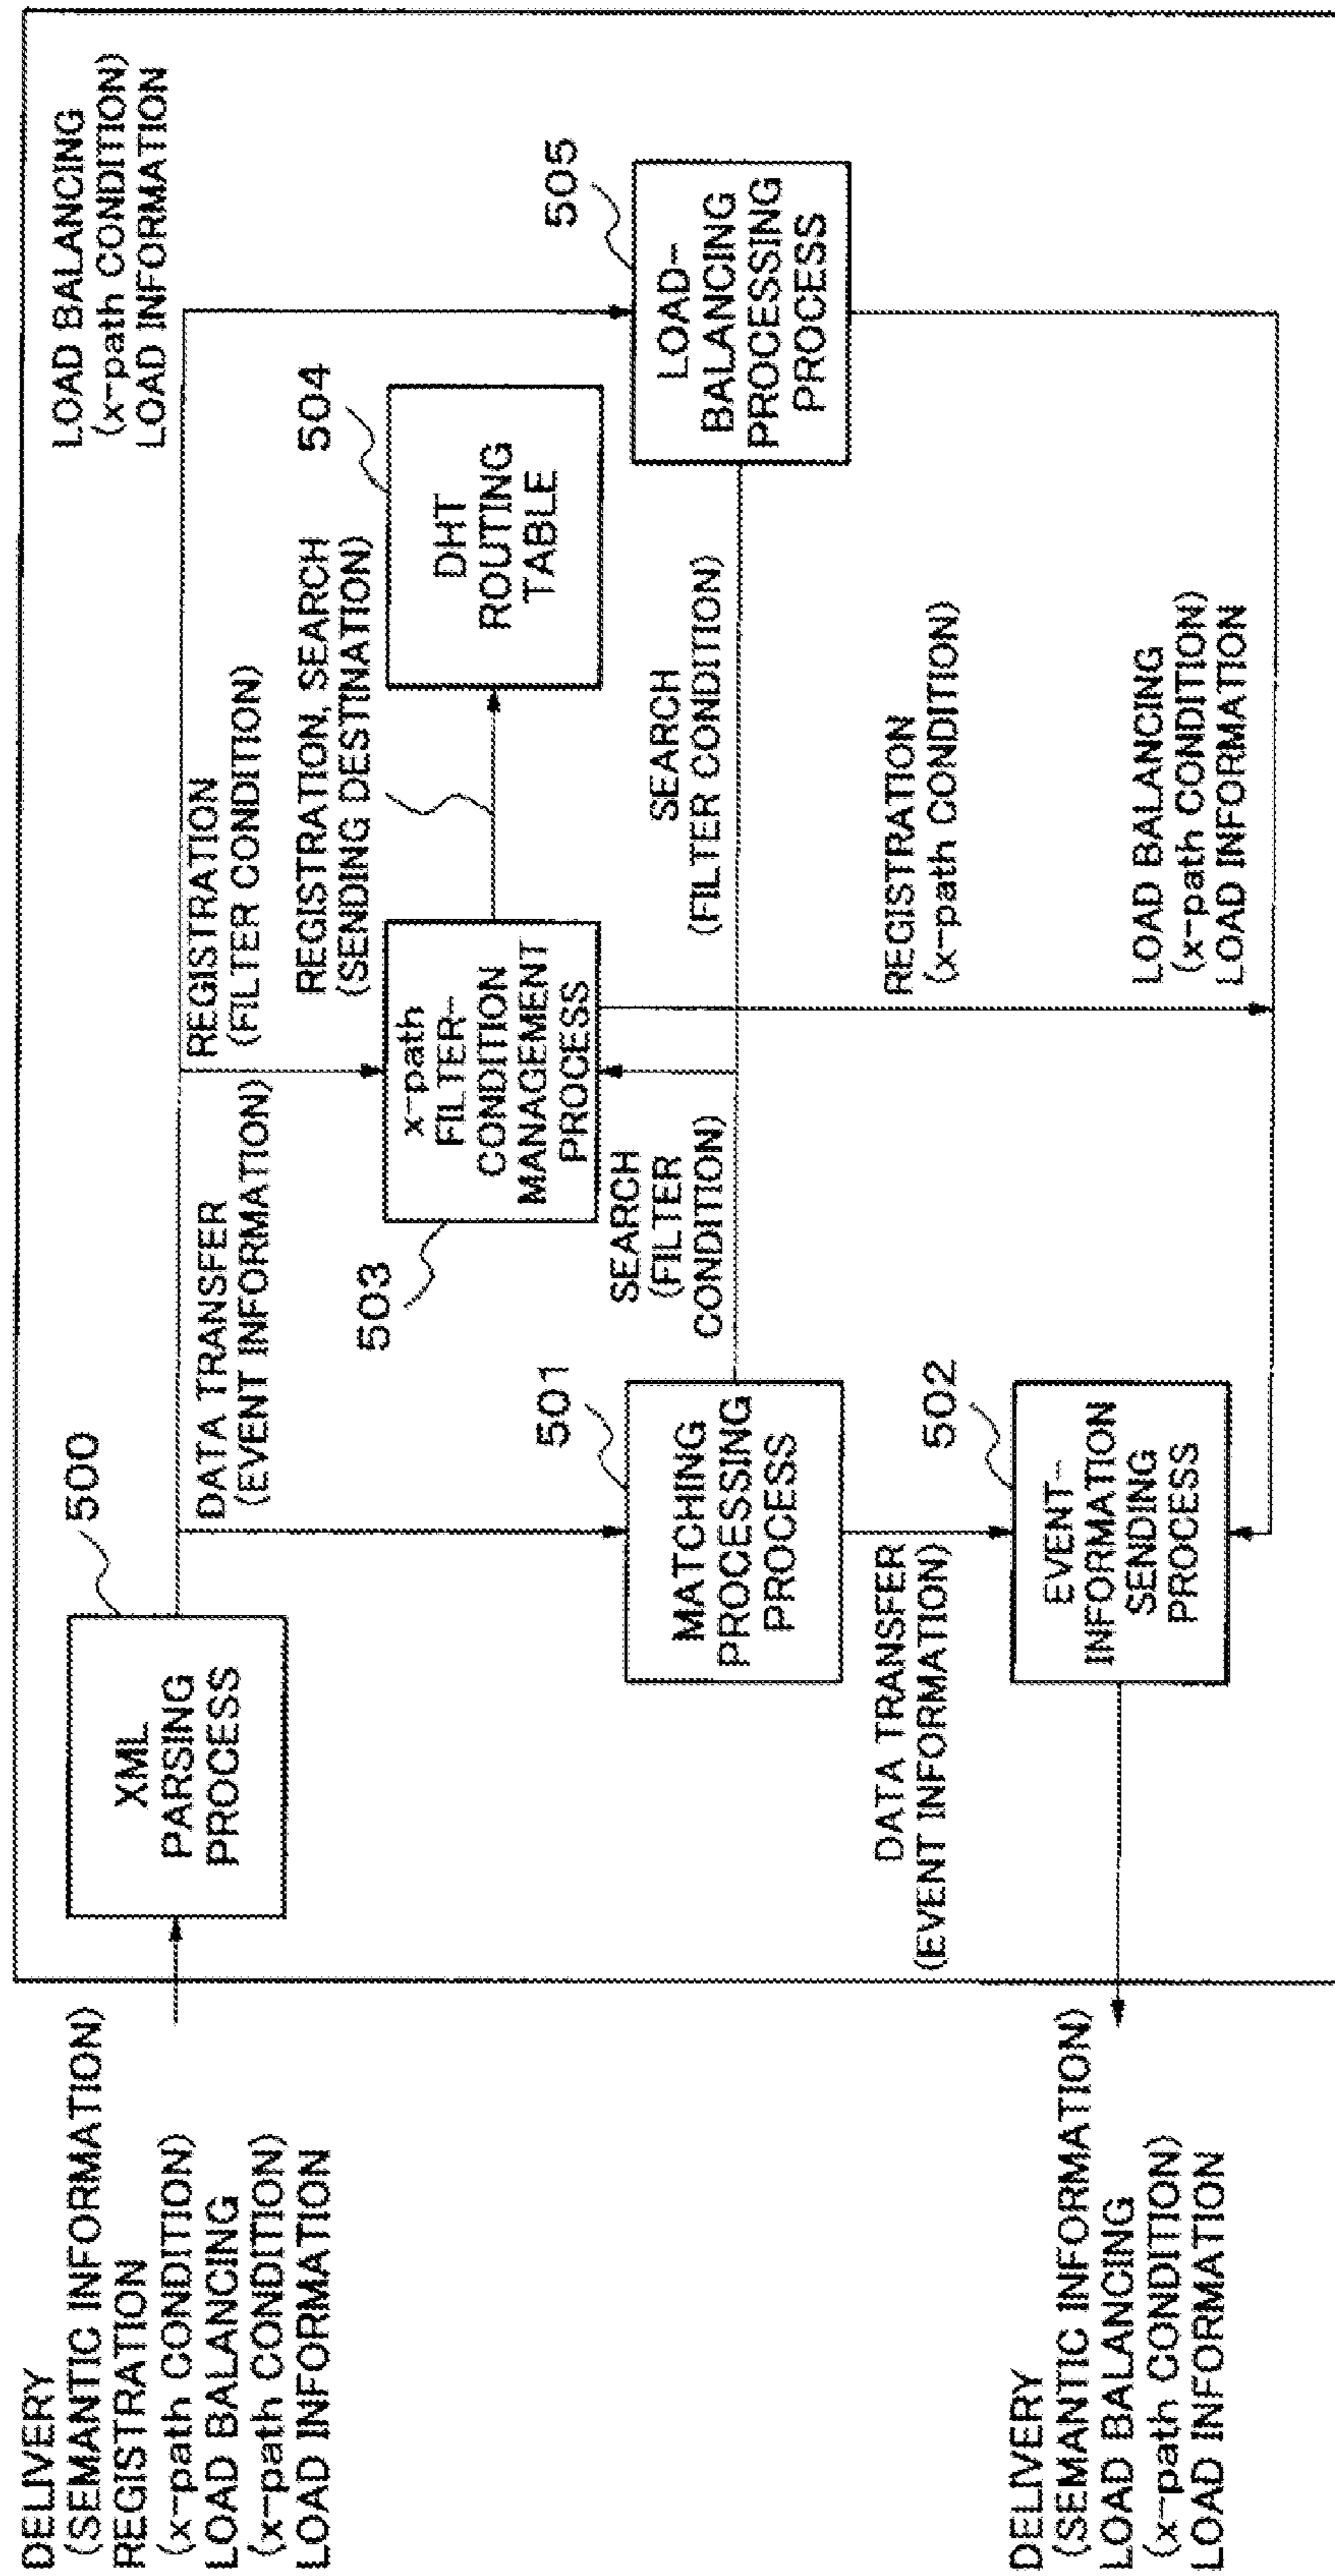 DELIVERY
(SEMANTIC INFORMATION)
REGISTRATION
(x-path CONDITION)
LOAD BALANCING
(x-path CONDITION)
LOAD INFORMATION
XML
PARSING
PROCESS
500
DATA TRANSFER
(EVENT INFORMATION)
REGISTRATION
(FILTER CONDITION)
LOAD BALANCING
(x-path CONDITION)
LOAD INFORMATION
REGISTRATION, SEARCH
(SENDING DESTINATION)
503
x-path
FILTER-
CONDITION
MANAGEMENT
PROCESS
504
DHT
ROUTING
TABLE
505
LOAD-
BALANCING
PROCESSING
PROCESS
501
MATCHING
PROCESSING
PROCESS
SEARCH
(FILTER
CONDITION)
SEARCH
(FILTER CONDITION)
DATA TRANSFER
(EVENT INFORMATION)
502
EVENT-
INFORMATION
SENDING
PROCESS
REGISTRATION
(x-path CONDITION)
LOAD BALANCING
(x-path CONDITION)
LOAD INFORMATION
DELIVERY
(SEMANTIC INFORMATION)
LOAD BALANCING
(x-path CONDITION)
LOAD INFORMATION